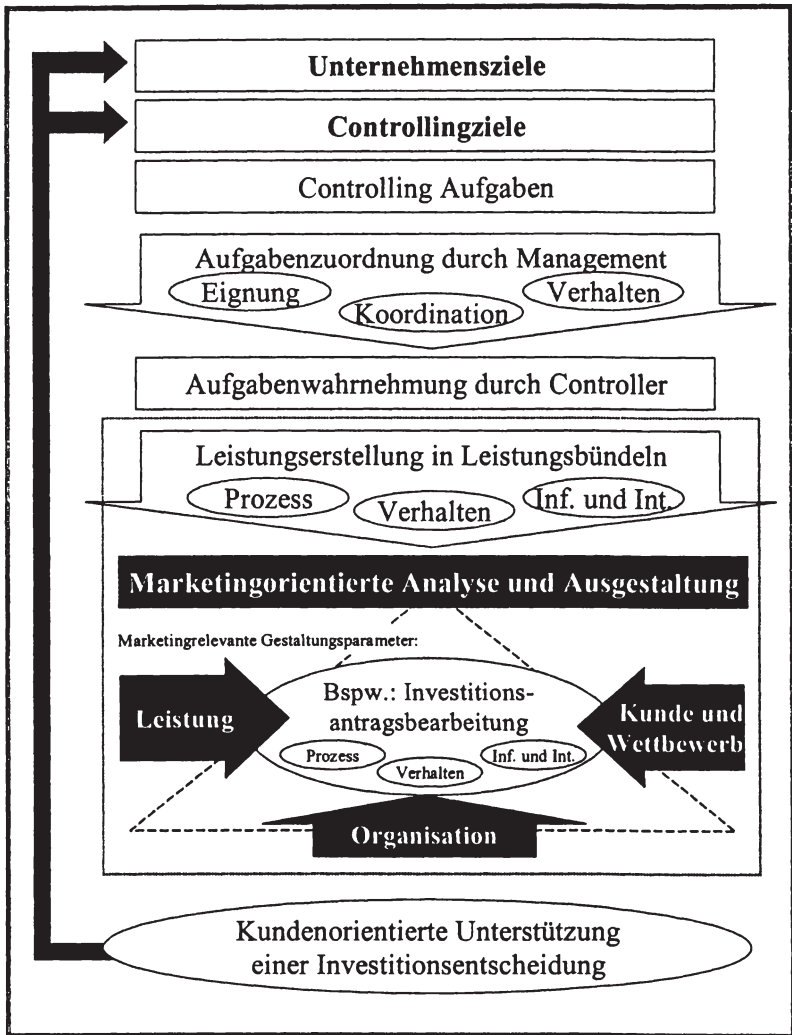 Unternehmensziele
Controllingziele
Controlling Aufgaben
Aufgabenzuordnung durch Management
Eignung
Koordination
Verhalten
Aufgabenwahrnehmung durch Controller
Leistungserstellung in Leistungsbündeln
Prozess
Verhalten
Inf. und Int.
Marketingorientierte Analyse und Ausgestaltung
Marketingrelevante Gestaltungsparameter:
Leistung
Bspw.: Investitions-
antragsbearbeitung
Prozess
Verhalten
Inf. und Int.
Kunde und
Wettbewerb
Organisation
Kundenorientierte Unterstützung
einer Investitionsentscheidung